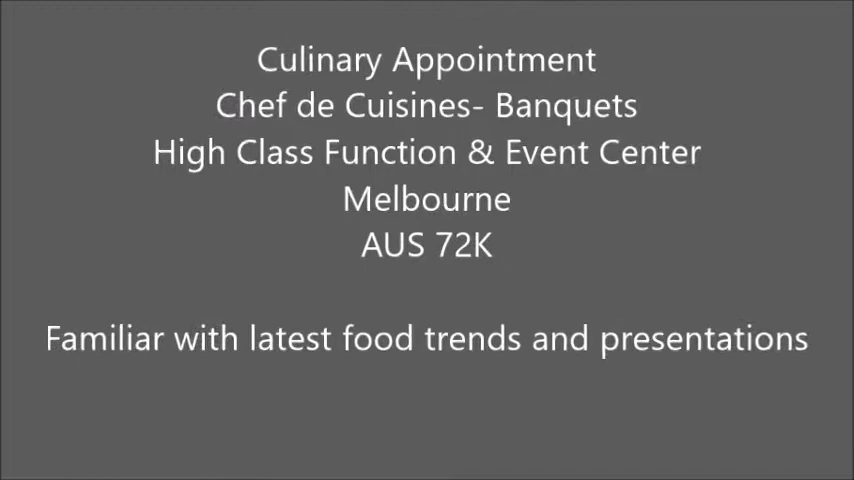 Culinary Appointment
Chef de Cuisines- Banquets
High Class Function & Event Center
Melbourne
AUS 72K
Familiar with latest food trends and presentations